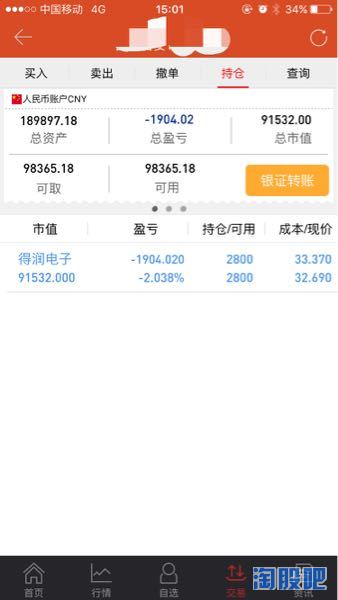 中国移动 4G 15:01 34%
买入 卖出 撤单 持仓 查询
人民币账户CNY
189897.18 -1904.02 91532.00
总资产 总盈亏 总市值
98365.18 98365.18 银证转账
可取 可用
市值 盈亏 持仓/可用 成本/现价
得润电子 -1904.020 2800 33.370
91532.000 -2.038% 2800 32.690
首页 行情 自选 交易 资讯
淘股吧